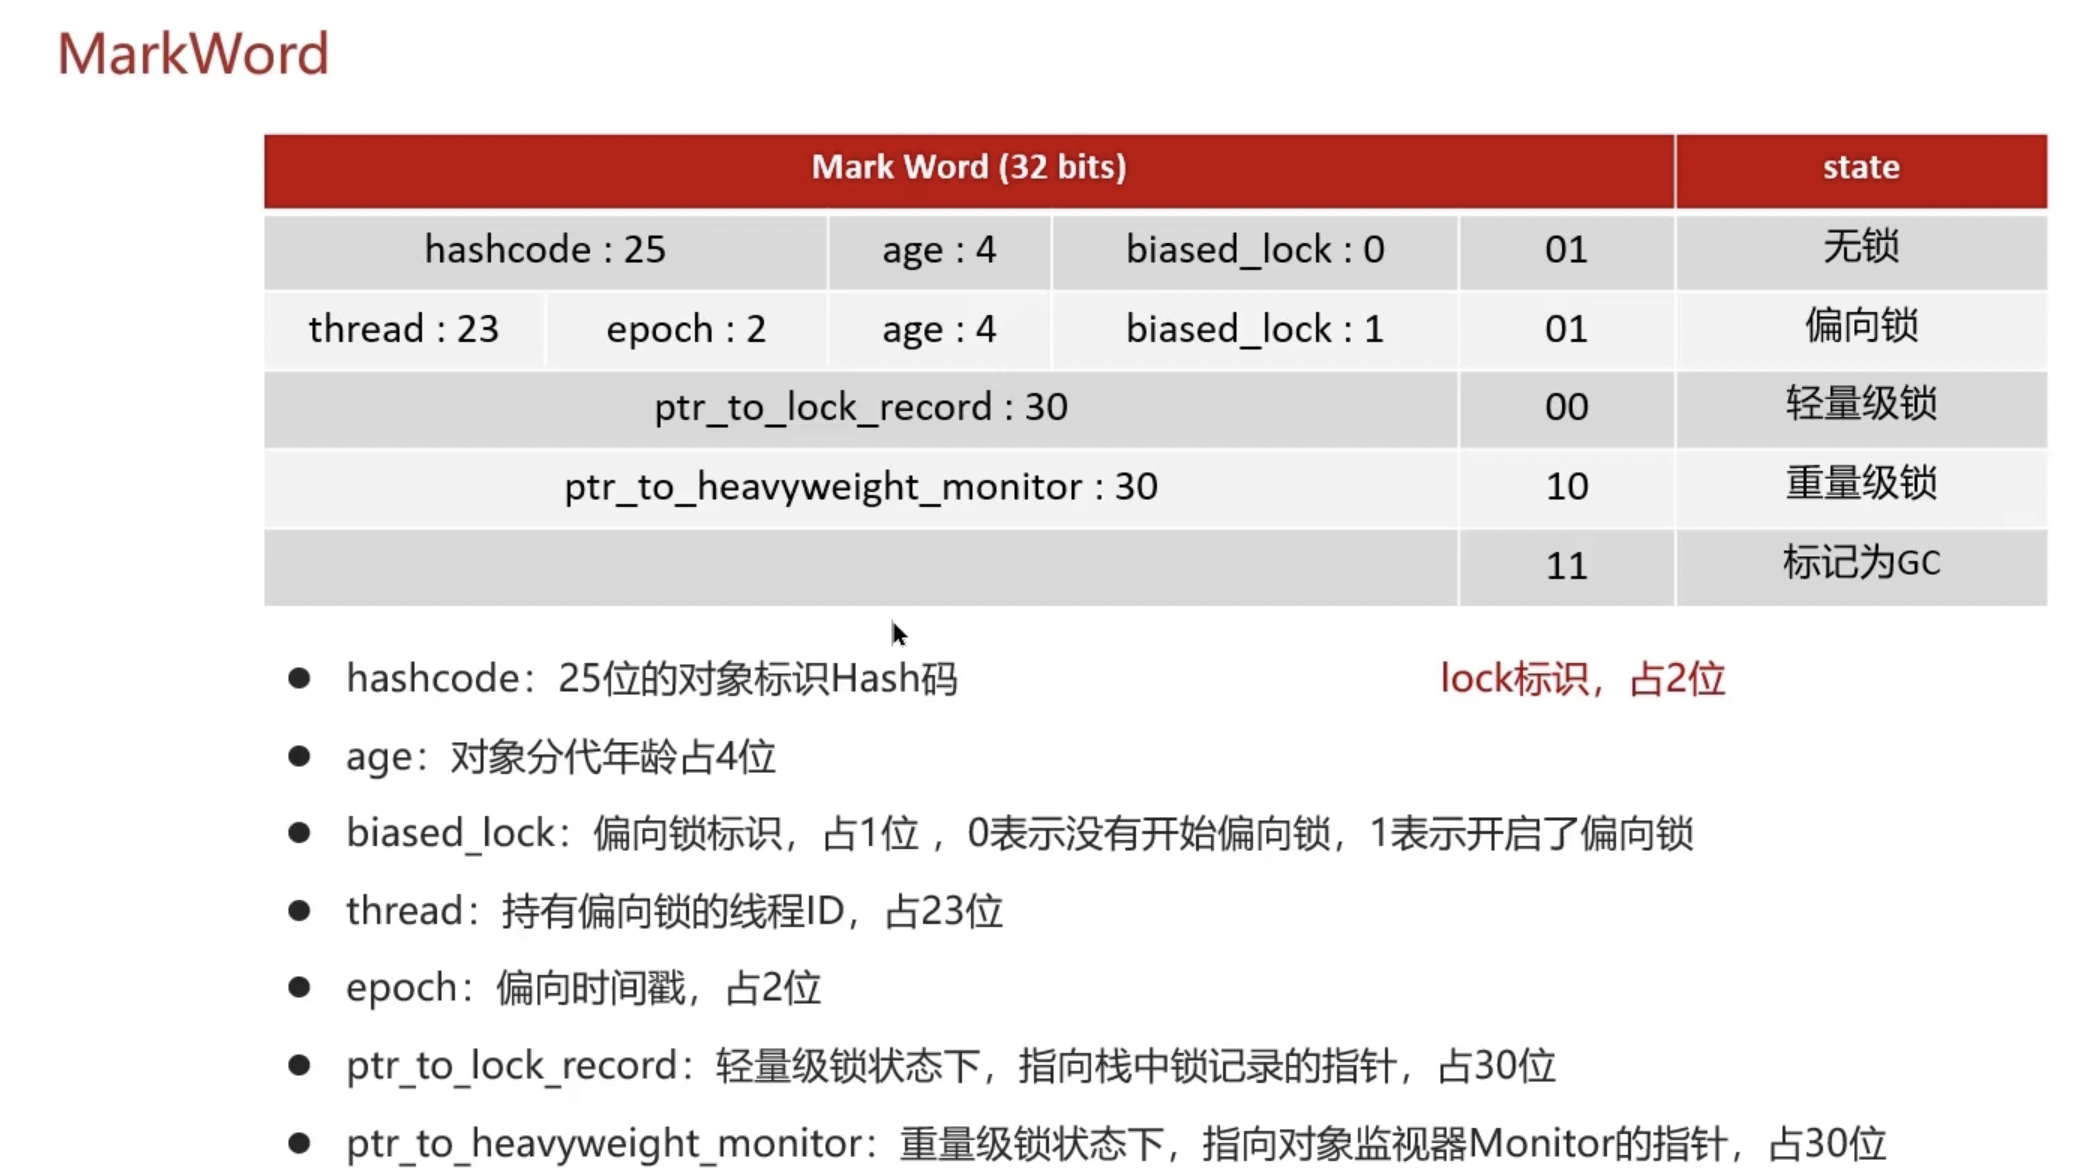 MarkWord
Mark Word (32 bits) state
hashcode : 25 age : 4 biased_lock : 0 01 无锁
thread : 23 epoch : 2 age : 4 biased_lock : 1 01 偏向锁
ptr_to_lock_record : 30 00 轻量级锁
ptr_to_heavyweight_monitor : 30 10 重量级锁
11 标记为GC
● hashcode：25位的对象标识Hash码 lock标识，占2位
● age：对象分代年龄占4位
● biased_lock：偏向锁标识，占1位 ，0表示没有开始偏向锁，1表示开启了偏向锁
● thread：持有偏向锁的线程ID，占23位
● epoch：偏向时间戳，占2位
● ptr_to_lock_record：轻量级锁状态下，指向栈中锁记录的指针，占30位
● ptr_to_heavyweight_monitor：重量级锁状态下，指向对象监视器Monitor的指针，占30位